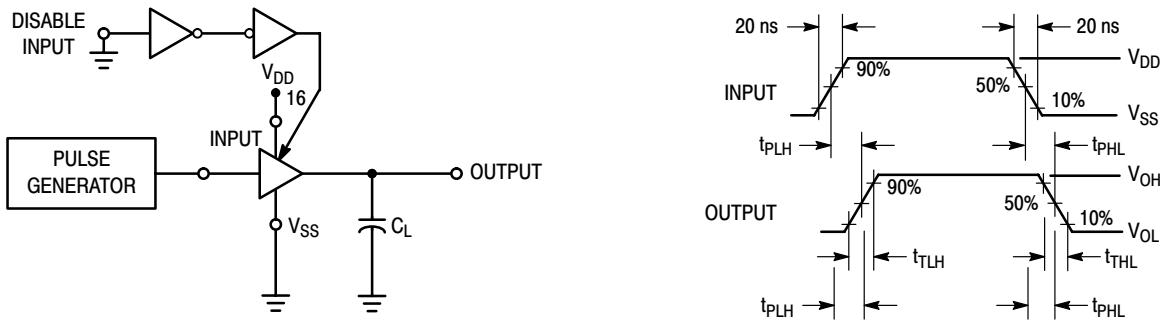 DISABLE
INPUT
VDD
16
INPUT
PULSE
GENERATOR
OUTPUT
VSS
CL
20 ns
20 ns
VDD
90%
INPUT
50%
10%
VSS
tPLH
tPHL
VOH
90%
OUTPUT
50%
10%
VOL
tTLH
tTHL
tPLH
tPHL